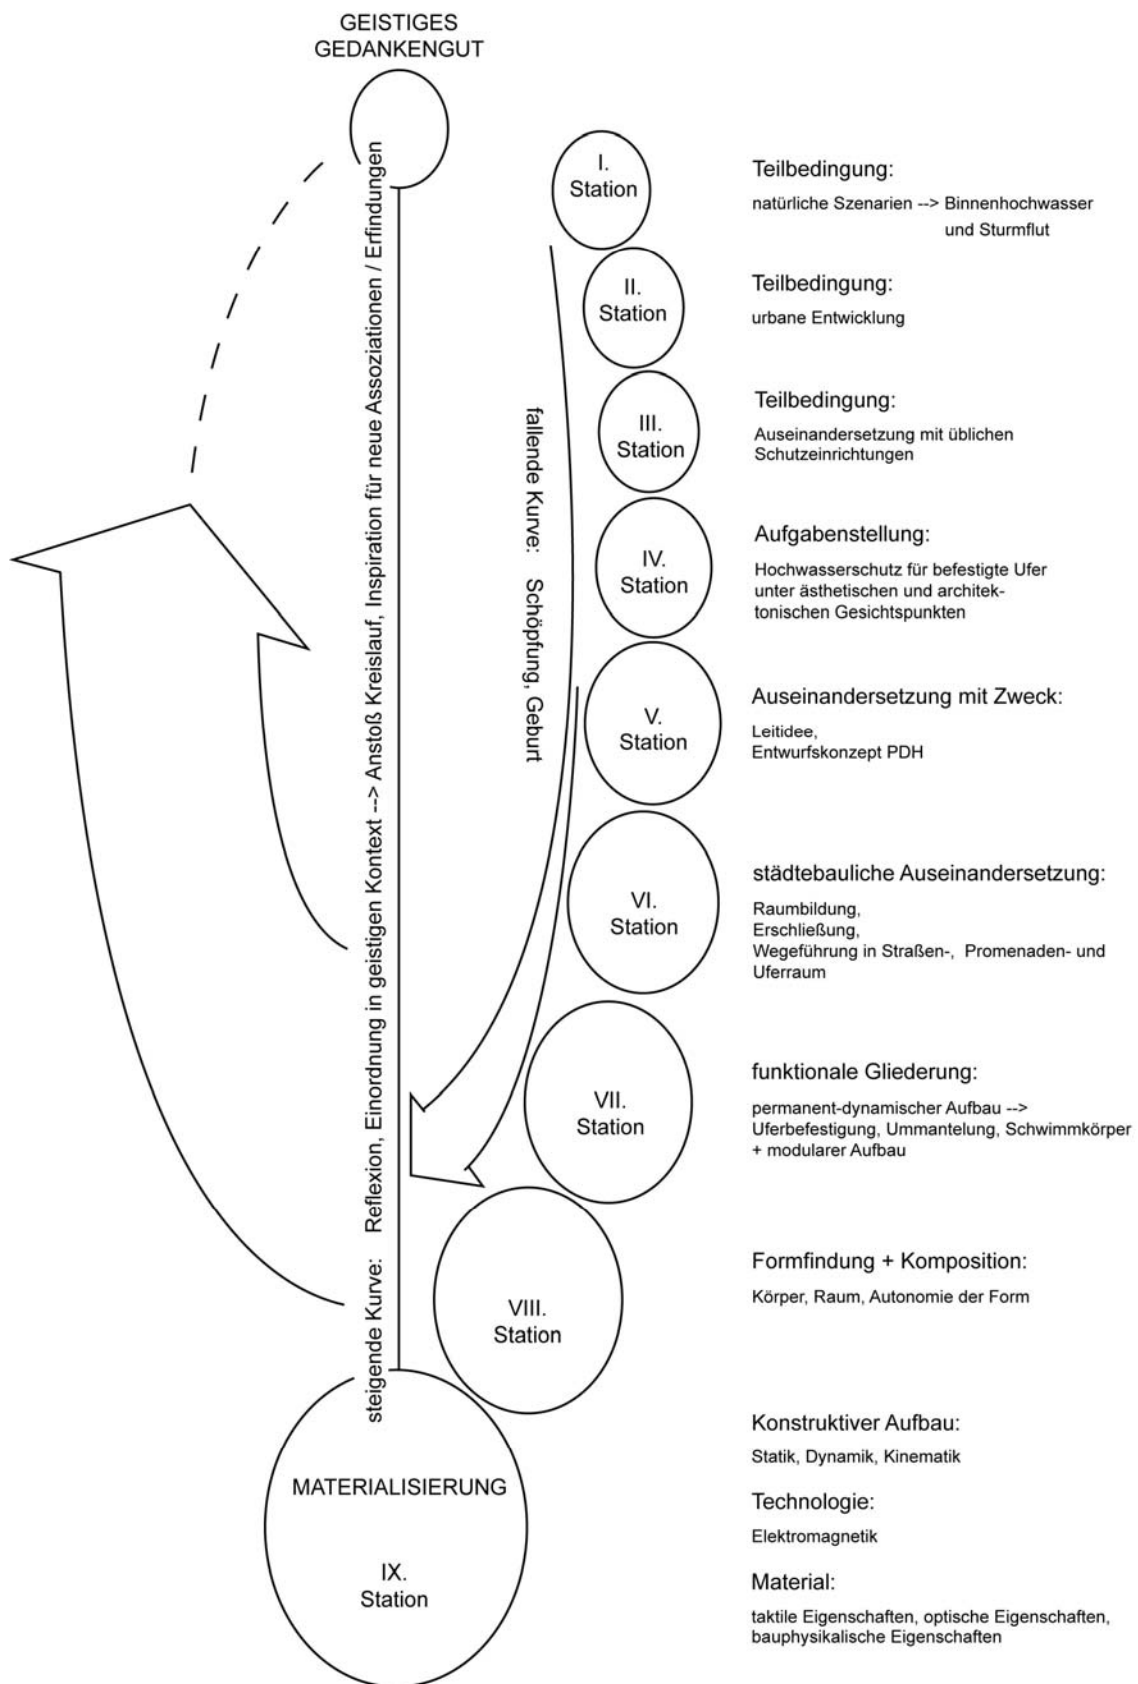 GEISTIGES
GEDANKENGUT
steigende Kurve: Reflexion, Einordnung in geistigen Kontext --> Anstoß Kreislauf, Inspiration für neue Assoziationen / Erfindungen
fallende Kurve: Schöpfung, Geburt
I.
Station
Teilbedingung:
natürliche Szenarien --> Binnenhochwasser
und Sturmflut
II.
Station
Teilbedingung:
urbane Entwicklung
III.
Station
Teilbedingung:
Auseinandersetzung mit üblichen
Schutzeinrichtungen
IV.
Station
Aufgabenstellung:
Hochwasserschutz für befestigte Ufer
unter ästhetischen und architek-
tonischen Gesichtspunkten
V.
Station
Auseinandersetzung mit Zweck:
Leitidee,
Entwurfskonzept PDH
VI.
Station
städtebauliche Auseinandersetzung:
Raumbildung,
Erschließung,
Wegeführung in Straßen-, Promenaden- und
Uferraum
VII.
Station
funktionale Gliederung:
permanent-dynamischer Aufbau -->
Uferbefestigung, Ummantelung, Schwimmkörper
+ modularer Aufbau
VIII.
Station
Formfindung + Komposition:
Körper, Raum, Autonomie der Form
MATERIALISIERUNG
IX.
Station
Konstruktiver Aufbau:
Statik, Dynamik, Kinematik
Technologie:
Elektromagnetik
Material:
taktile Eigenschaften, optische Eigenschaften,
bauphysikalische Eigenschaften